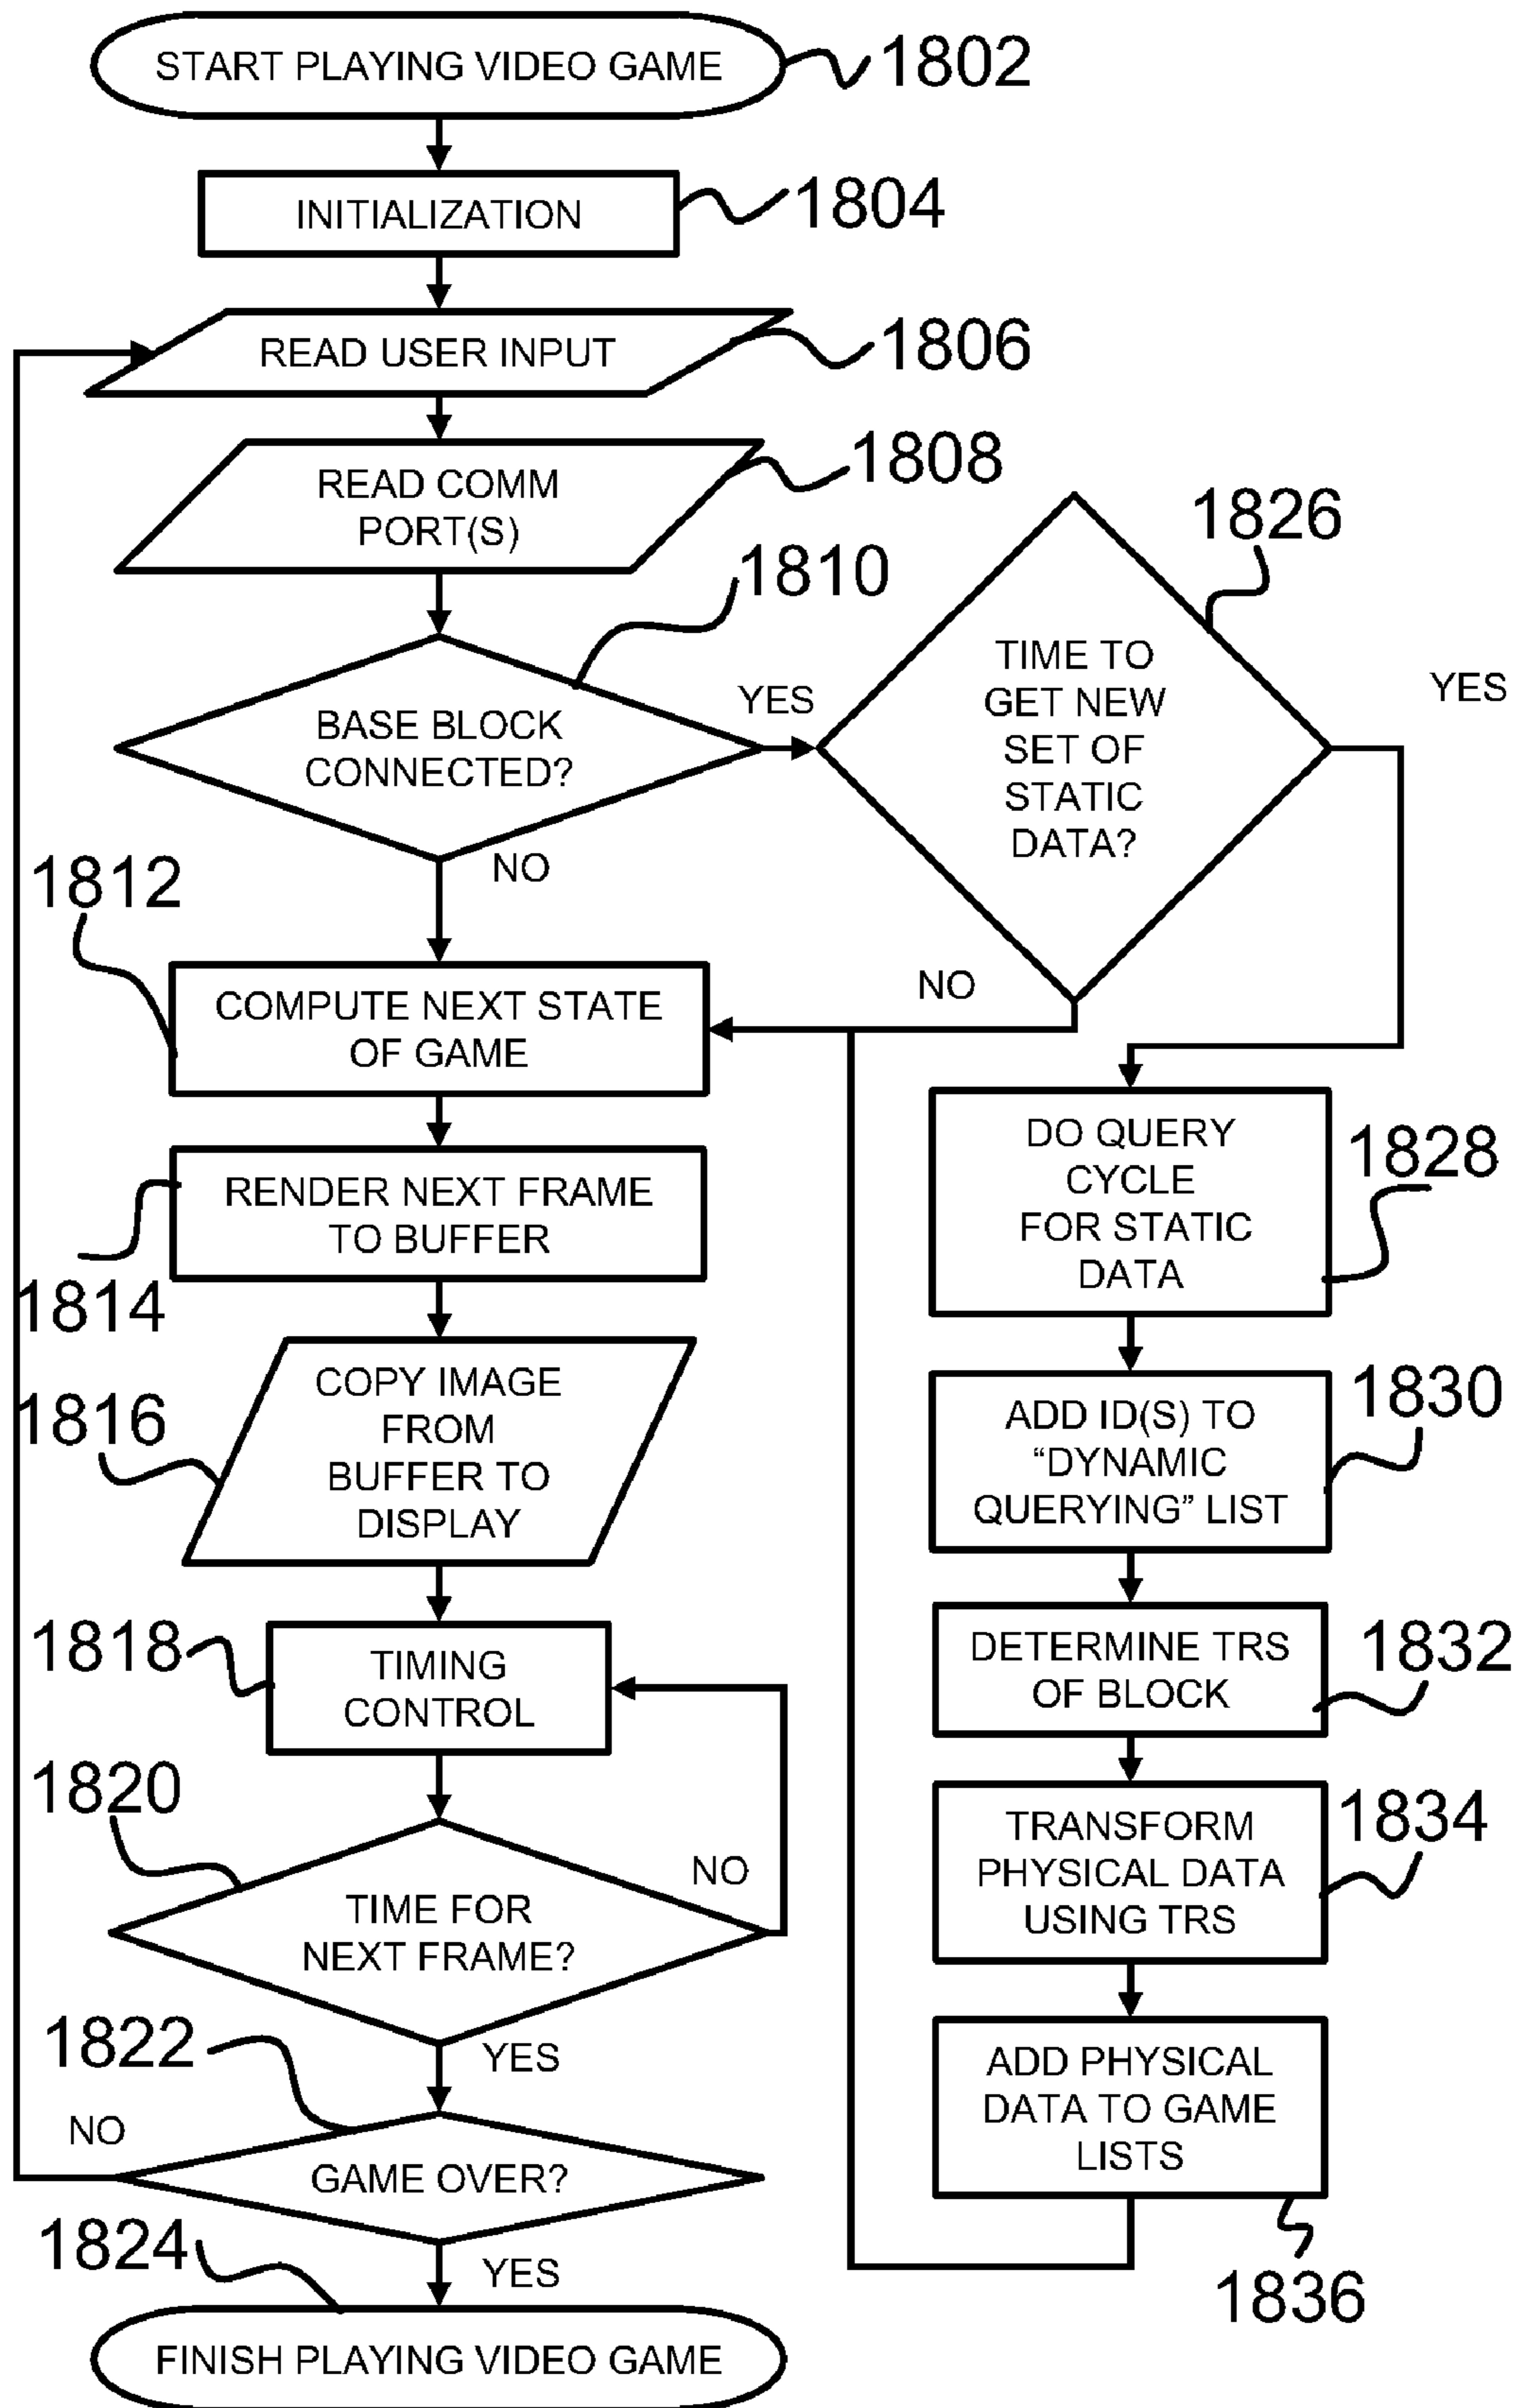 START PLAYING VIDEO GAME
1802
INITIALIZATION
1804
READ USER INPUT
1806
READ COMM
PORT(S)
1808
BASE BLOCK
CONNECTED?
1810
YES
NO
TIME TO
GET NEW
SET OF
STATIC
DATA?
1826
YES
NO
1812
COMPUTE NEXT STATE
OF GAME
1814
RENDER NEXT FRAME
TO BUFFER
1816
COPY IMAGE
FROM
BUFFER TO
DISPLAY
1818
TIMING
CONTROL
1820
TIME FOR
NEXT FRAME?
NO
YES
1822
GAME OVER?
NO
YES
1824
FINISH PLAYING VIDEO GAME
DO QUERY
CYCLE
FOR STATIC
DATA
1828
ADD ID(S) TO
“DYNAMIC
QUERYING” LIST
1830
DETERMINE TRS
OF BLOCK
1832
TRANSFORM
PHYSICAL DATA
USING TRS
1834
ADD PHYSICAL
DATA TO GAME
LISTS
1836